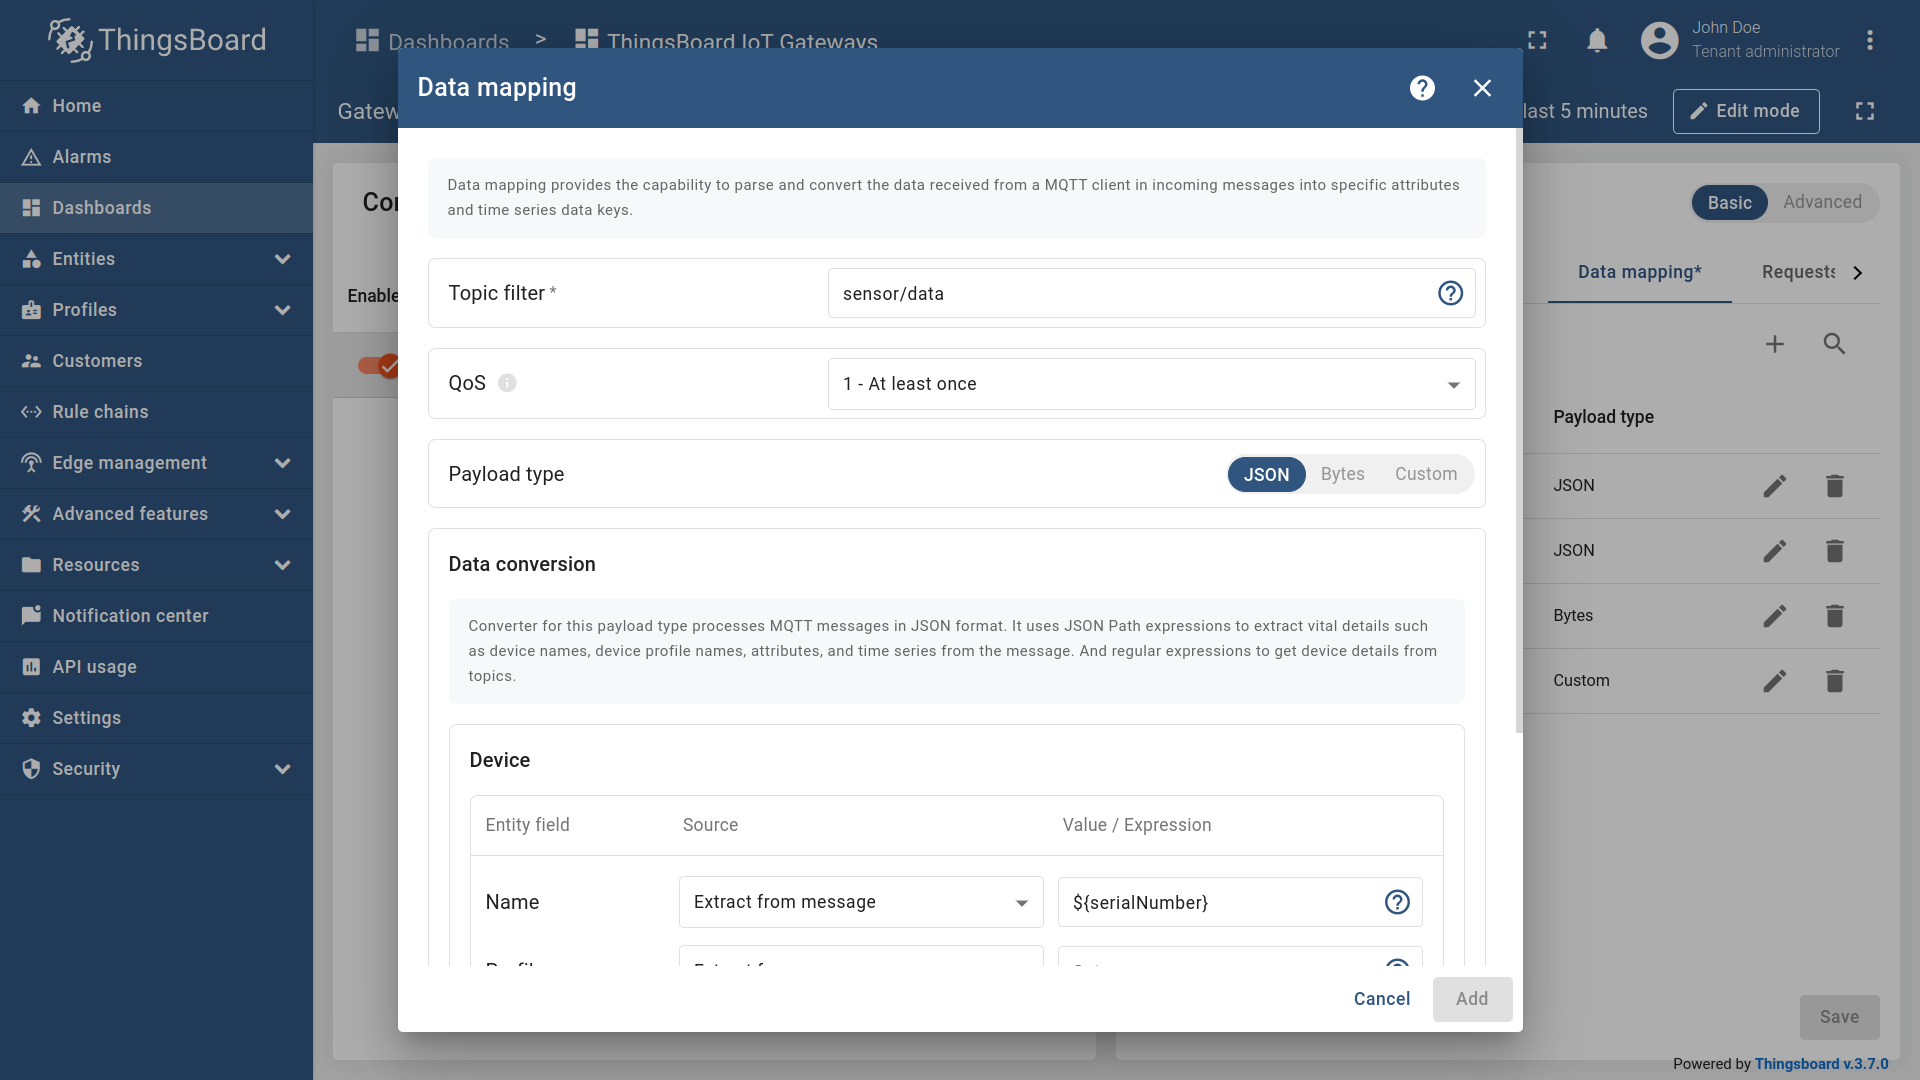 ThingsBoard
Dashboards > ThingsBoard IoT Gateways
John Doe
Tenant administrator
Home
Alarms
Dashboards
Entities
Profiles
Customers
Rule chains
Edge management
Advanced features
Resources
Notification center
API usage
Settings
Security
last 5 minutes
Edit mode
Basic
Advanced
Data mapping*
Requests
Enable
Payload type
JSON
JSON
Bytes
Custom
Save
Powered by Thingsboard v.3.7.0
Data mapping
Data mapping provides the capability to parse and convert the data received from a MQTT client in incoming messages into specific attributes
and time series data keys.
Topic filter *
sensor/data
QoS
1 - At least once
Payload type
JSON
Bytes
Custom
Data conversion
Converter for this payload type processes MQTT messages in JSON format. It uses JSON Path expressions to extract vital details such
as device names, device profile names, attributes, and time series from the message. And regular expressions to get device details from
topics.
Device
Entity field
Source
Value / Expression
Name
Extract from message
${serialNumber}
Cancel
Add